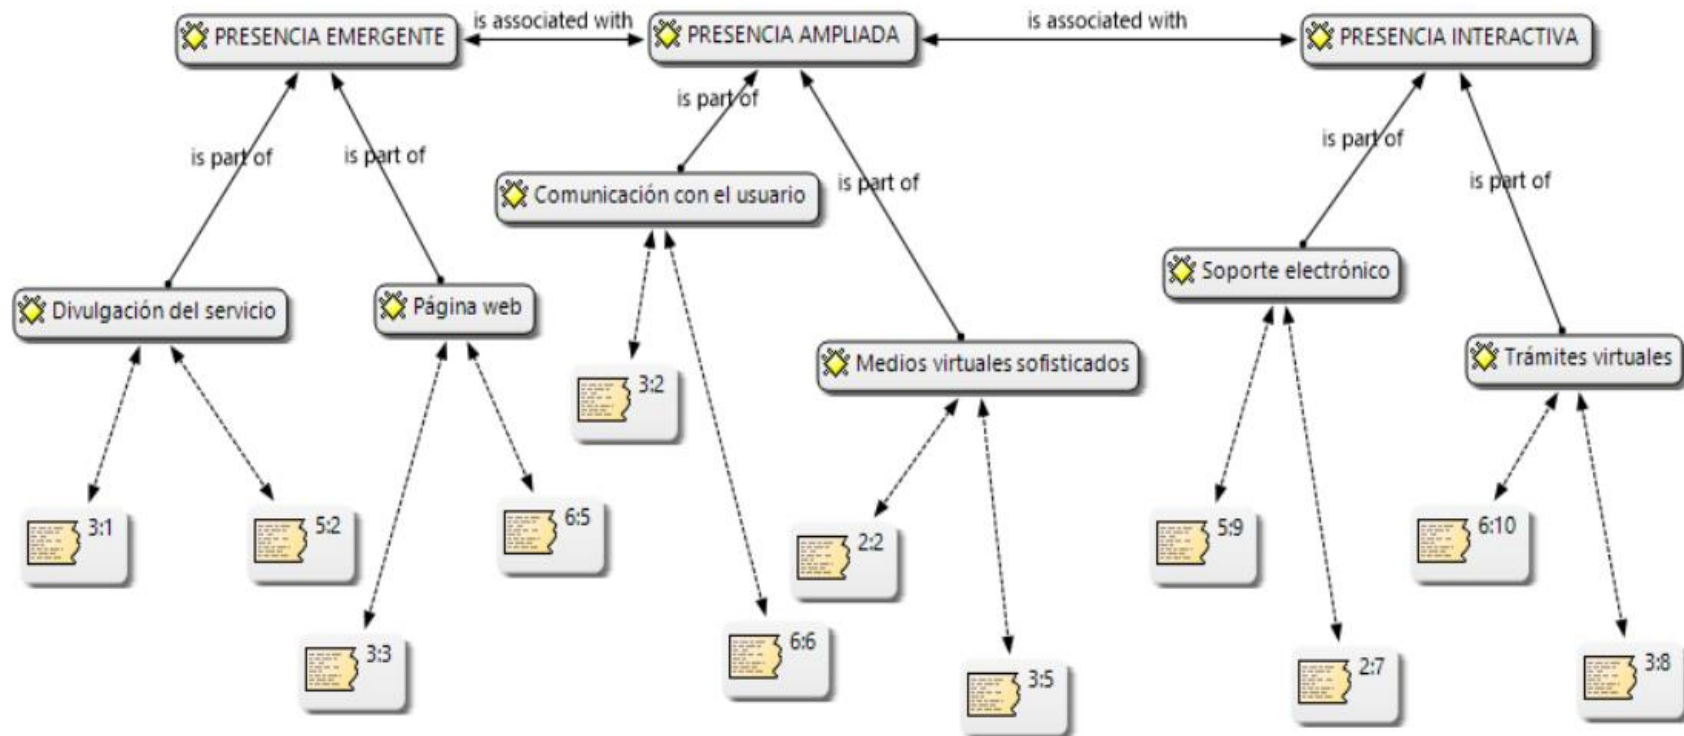 PRESENCIA EMERGENTE
is associated with
PRESENCIA AMPLIADA
is associated with
PRESENCIA INTERACTIVA
is part of
is part of
is part of
is part of
is part of
is part of
Comunicación con el usuario
Soporte electrónico
Divulgación del servicio
Página web
Medios virtuales sofisticados
Trámites virtuales
3:2
3:1
5:2
6:5
2:2
5:9
6:10
3:3
6:6
3:5
2:7
3:8